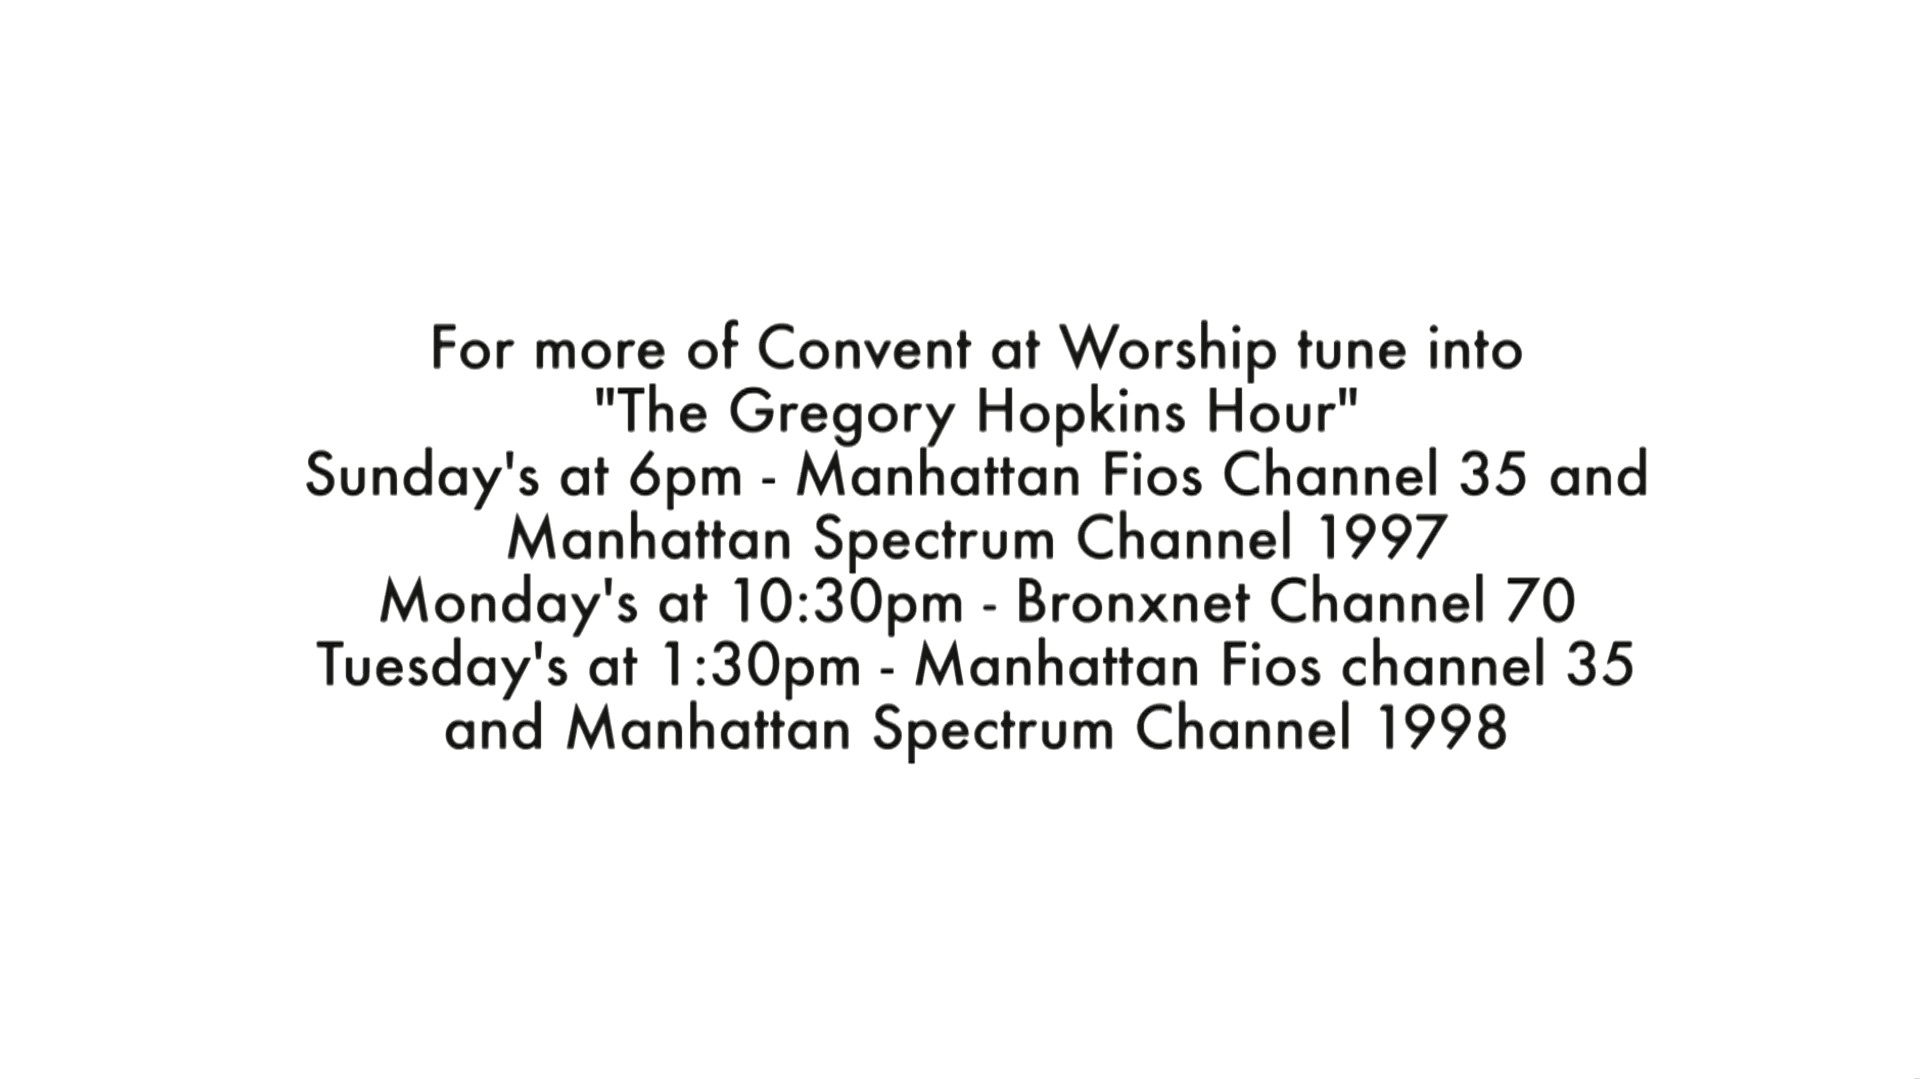 For more of Convent at Worship tune into
"The Gregory Hopkins Hour"
Sunday's at 6pm - Manhattan Fios Channel 35 and
Manhattan Spectrum Channel 1997
Monday's at 10:30pm - Bronxnet Channel 70
Tuesday's at 1:30pm - Manhattan Fios channel 35
and Manhattan Spectrum Channel 1998